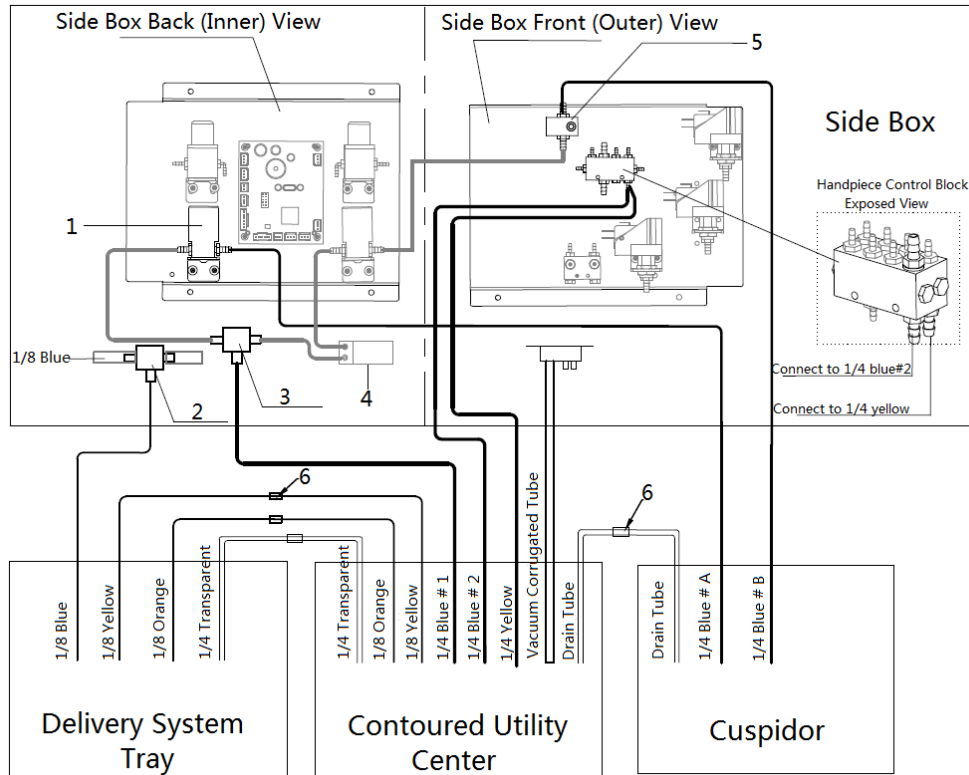 Side Box Back (Inner) View
Side Box Front (Outer) View
5
Side Box
Handpiece Control Block
Exposed View
1
1/8 Blue
2
3
4
Connect to 1/4 blue#2
Connect to 1/4 yellow
6
6
1/8 Blue
1/8 Yellow
1/8 Orange
1/4 Transparent
1/4 Transparent
1/8 Orange
1/8 Yellow
1/4 Blue # 1
1/4 Blue # 2
1/4 Yellow
Vacuum Corrugated Tube
Drain Tube
Drain Tube
1/4 Blue # A
1/4 Blue # B
Delivery System
Tray
Contoured Utility
Center
Cuspidor